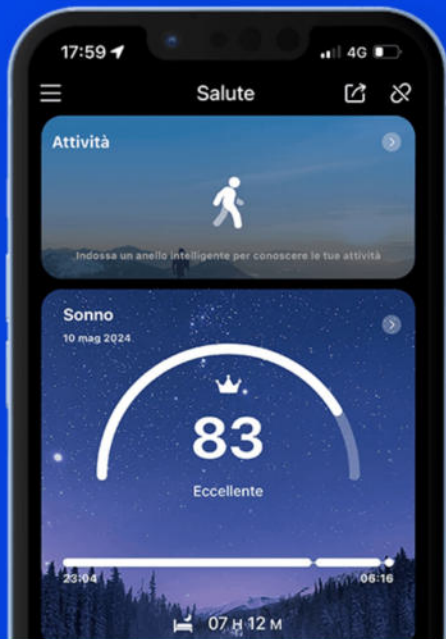 17:59 4G
Salute
Attività
Indossa un anello intelligente per conoscere le tue attività
Sonno
10 mag 2024
83
Eccellente
23:04 06:16
07 H 12 M